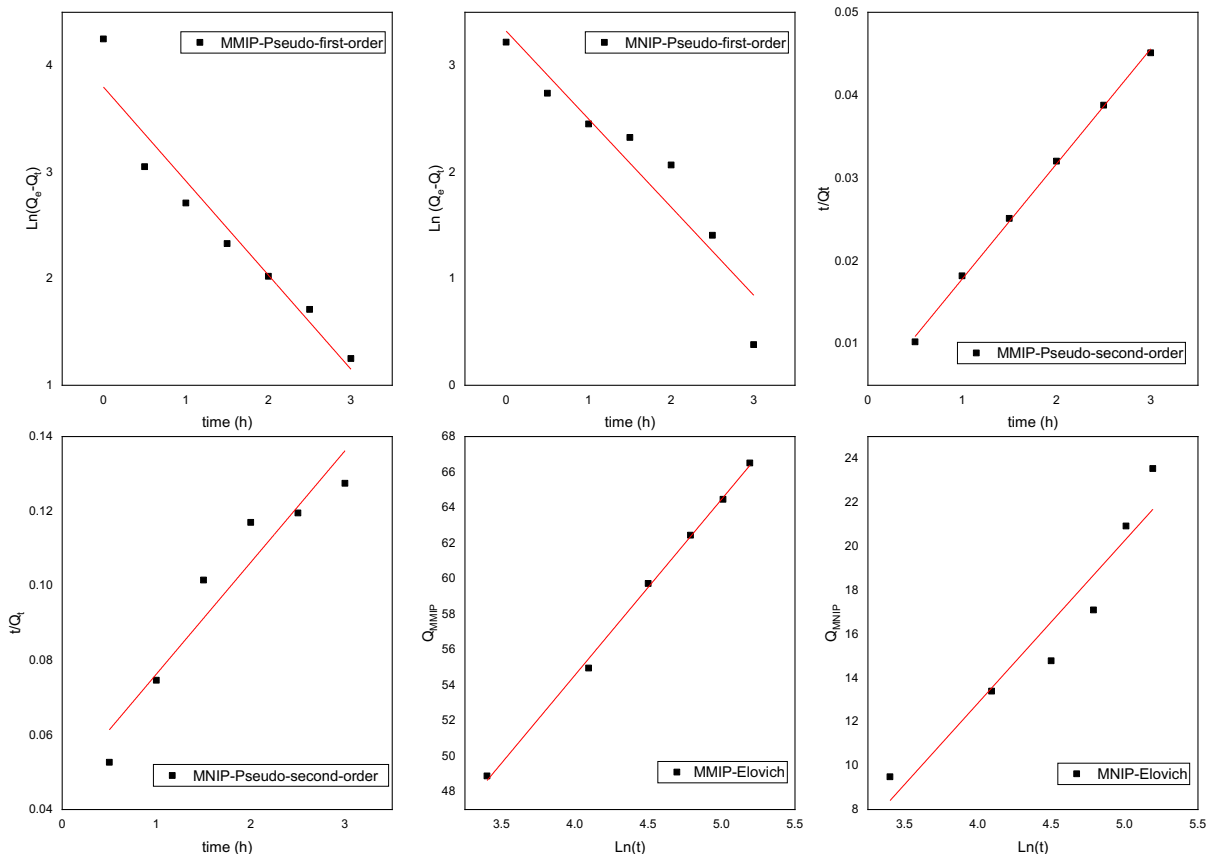 MMIP-Pseudo-first-order
4
3
2
1
Ln(Qe-Qt)
0 1 2 3
time (h)
MNIP-Pseudo-first-order
3
2
1
0
Ln (Qe-Qt)
0 1 2 3
time (h)
0.05
0.04
0.03
0.02
0.01
t/Qt
MMIP-Pseudo-second-order
0 1 2 3
time (h)
0.14
0.12
0.10
0.08
0.06
0.04
t/Qt
MNIP-Pseudo-second-order
0 1 2 3
time (h)
68
66
64
62
60
58
56
54
52
50
48
QMMIP
MMIP-Elovich
3.5 4.0 4.5 5.0 5.5
Ln(t)
24
22
20
18
16
14
12
10
8
QMNIP
MNIP-Elovich
3.5 4.0 4.5 5.0 5.5
Ln(t)